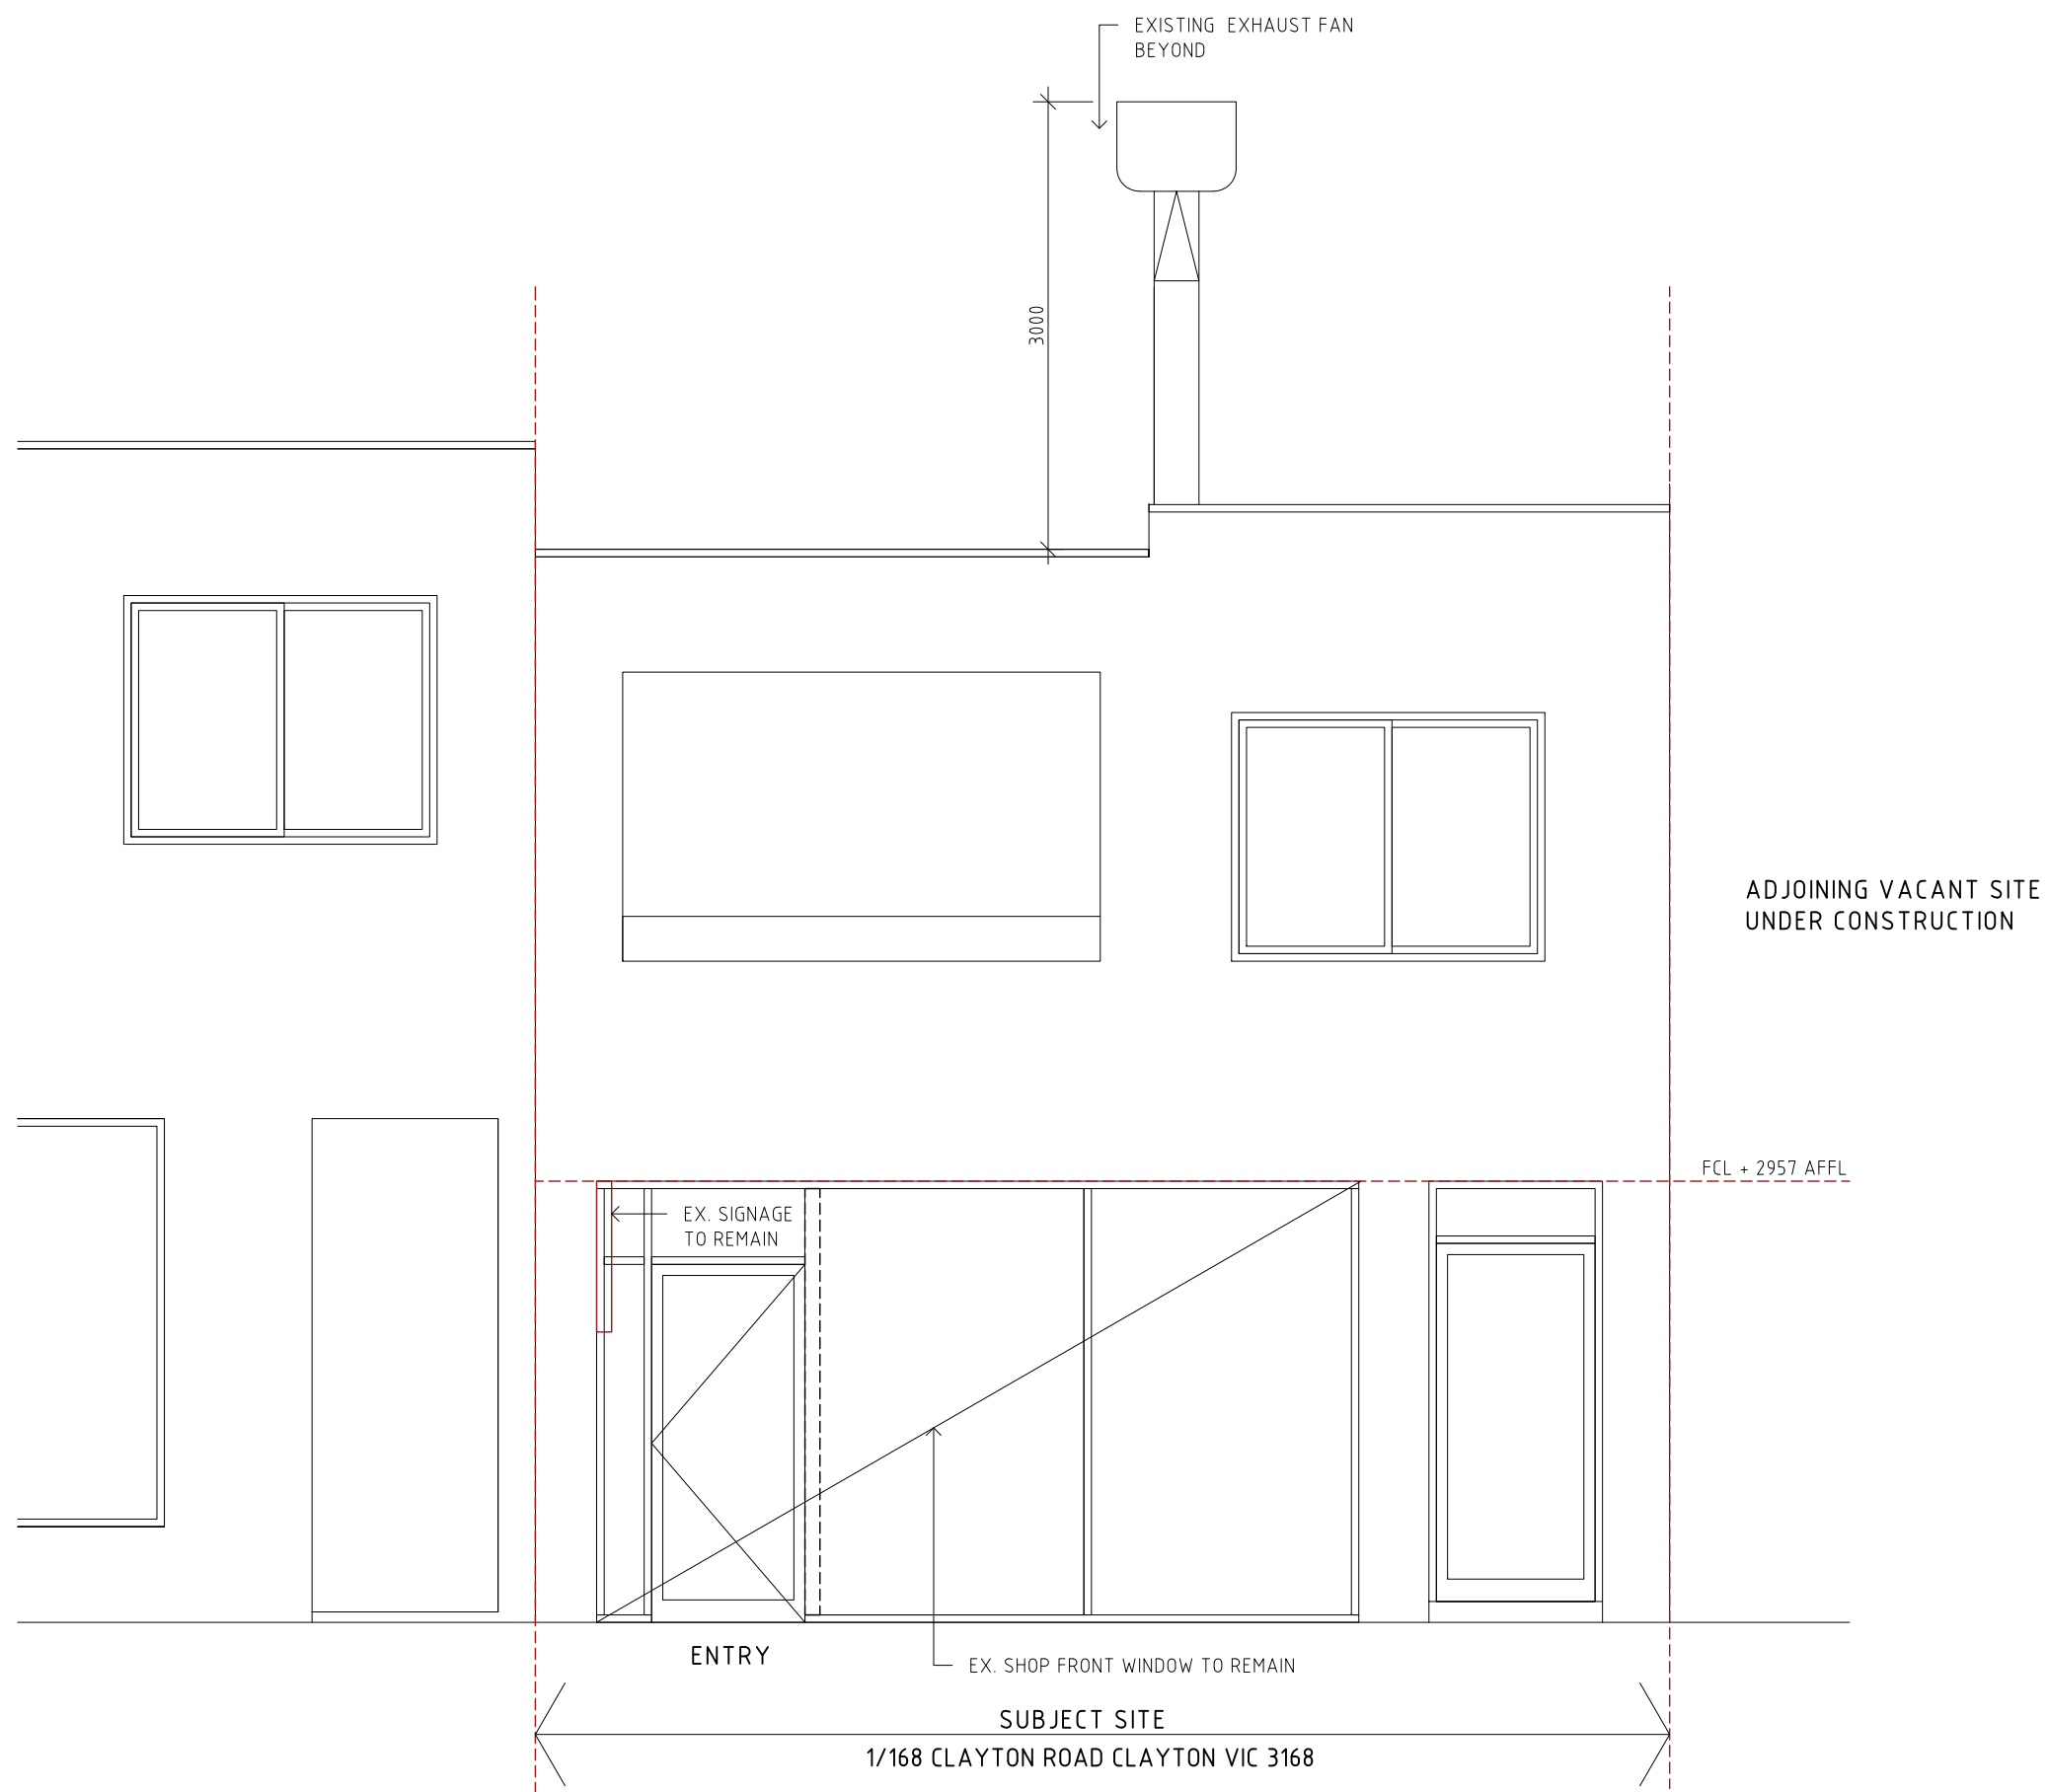 EXISTING EXHAUST FAN
BEYOND
3000
ADJOINING VACANT SITE
UNDER CONSTRUCTION
FCL + 2957 AFFL
EX. SIGNAGE
TO REMAIN
ENTRY
EX. SHOP FRONT WINDOW TO REMAIN
SUBJECT SITE
1/168 CLAYTON ROAD CLAYTON VIC 3168